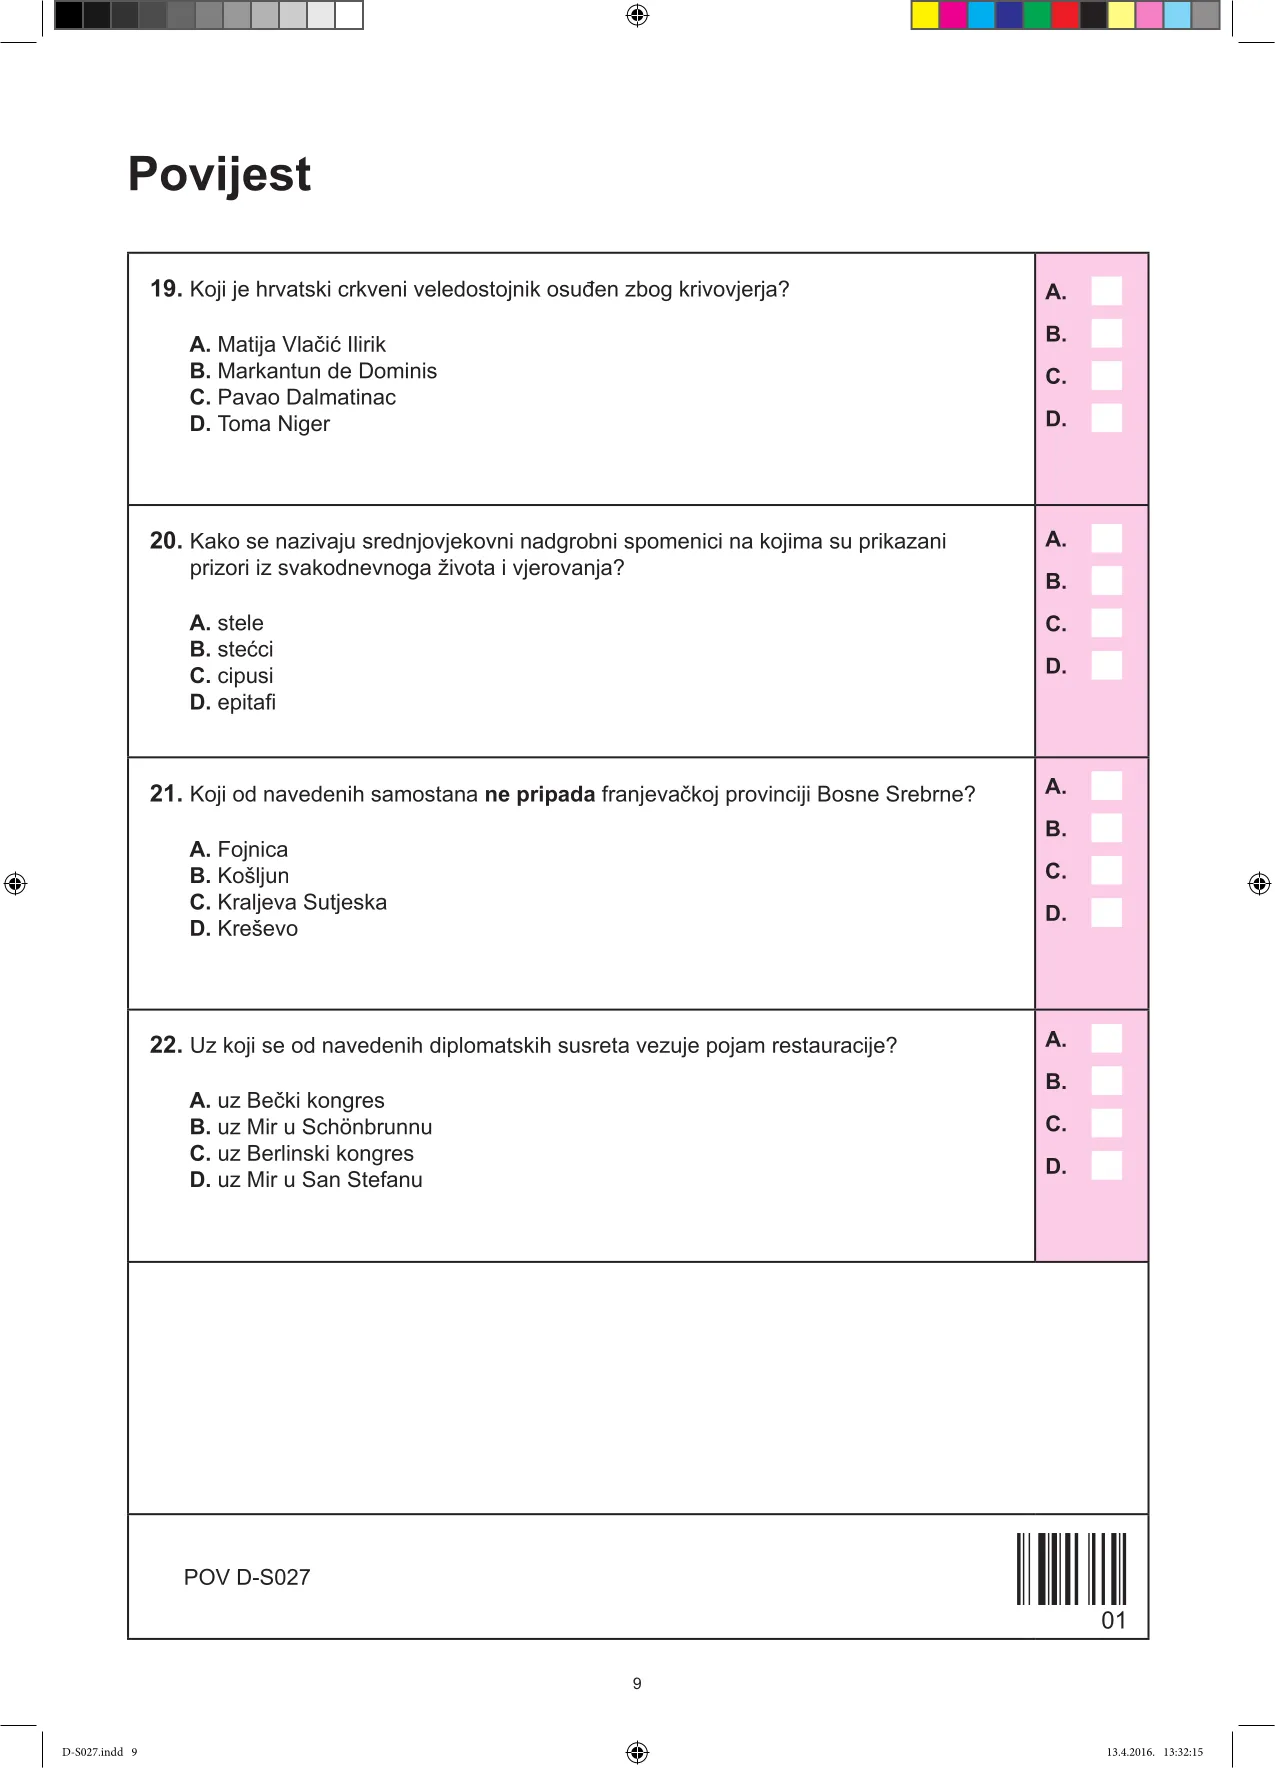 Povijest
19. Koji je hrvatski crkveni veledostojnik osuđen zbog krivovjerja?
A. Matija Vlačić Ilirik
B. Markantun de Dominis
C. Pavao Dalmatinac
D. Toma Niger
A.
B.
C.
D.
20. Kako se nazivaju srednjovjekovni nadgrobni spomenici na kojima su prikazani
prizori iz svakodnevnoga života i vjerovanja?
A. stele
B. stećci
C. cipusi
D. epitafi
A.
B.
C.
D.
21. Koji od navedenih samostana ne pripada franjevačkoj provinciji Bosne Srebrne?
A. Fojnica
B. Košljun
C. Kraljeva Sutjeska
D. Kreševo
A.
B.
C.
D.
22. Uz koji se od navedenih diplomatskih susreta vezuje pojam restauracije?
A. uz Bečki kongres
B. uz Mir u Schönbrunnu
C. uz Berlinski kongres
D. uz Mir u San Stefanu
A.
B.
C.
D.
POV D-S027
01
9
D-S027.indd 9
13.4.2016. 13:32:15